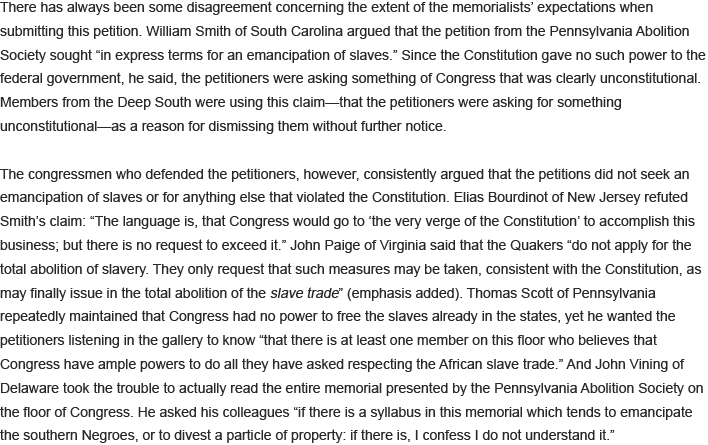 There has always been some disagreement concerning the extent of the memorialists’ expectations when
submitting this petition. William Smith of South Carolina argued that the petition from the Pennsylvania Abolition
Society sought “in express terms for an emancipation of slaves.” Since the Constitution gave no such power to the
federal government, he said, the petitioners were asking something of Congress that was clearly unconstitutional.
Members from the Deep South were using this claim—that the petitioners were asking for something
unconstitutional—as a reason for dismissing them without further notice.

The congressmen who defended the petitioners, however, consistently argued that the petitions did not seek an
emancipation of slaves or for anything else that violated the Constitution. Elias Bourdinot of New Jersey refuted
Smith’s claim: “The language is, that Congress would go to ‘the very verge of the Constitution’ to accomplish this
business; but there is no request to exceed it.” John Paige of Virginia said that the Quakers “do not apply for the
total abolition of slavery. They only request that such measures may be taken, consistent with the Constitution, as
may finally issue in the total abolition of the slave trade” (emphasis added). Thomas Scott of Pennsylvania
repeatedly maintained that Congress had no power to free the slaves already in the states, yet he wanted the
petitioners listening in the gallery to know “that there is at least one member on this floor who believes that
Congress have ample powers to do all they have asked respecting the African slave trade.” And John Vining of
Delaware took the trouble to actually read the entire memorial presented by the Pennsylvania Abolition Society on
the floor of Congress. He asked his colleagues “if there is a syllabus in this memorial which tends to emancipate
the southern Negroes, or to divest a particle of property: if there is, I confess I do not understand it.”